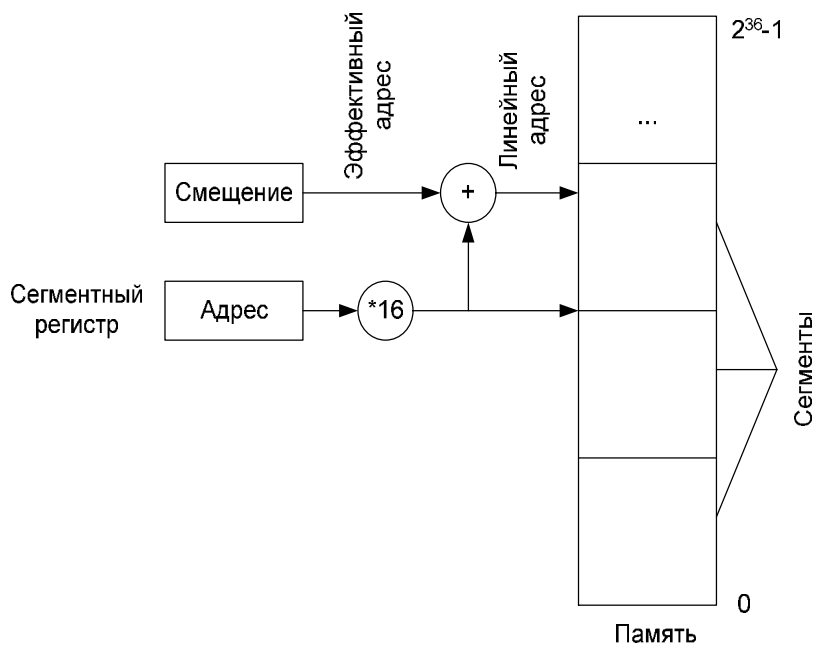 Эффективный
адрес
Линейный
адрес
2³⁶-1
...
Смещение
+
Сегментный
регистр
Адрес
*16
Сегменты
0
Память